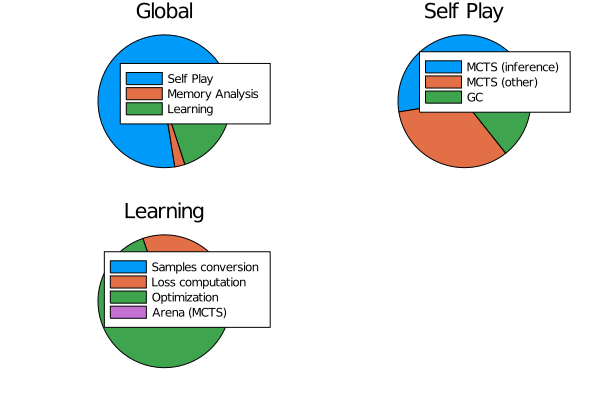 Global
Self Play
Memory Analysis
Learning
Self Play
MCTS (inference)
MCTS (other)
GC
Learning
Samples conversion
Loss computation
Optimization
Arena (MCTS)